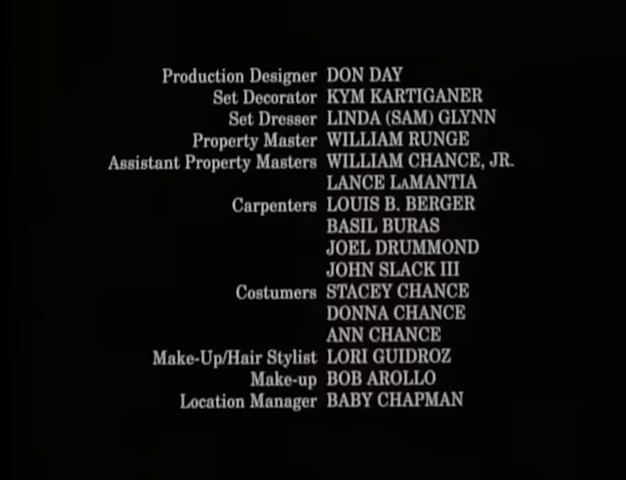 Production Designer DON DAY
Set Decorator KYM KARTIGANER
Set Dresser LINDA (SAM) GLYNN
Property Master WILLIAM RUNGE
Assistant Property Masters WILLIAM CHANCE, JR.
LANCE LaMANTIA
Carpenters LOUIS B. BERGER
BASIL BURAS
JOEL DRUMMOND
JOHN SLACK III
Costumers STACEY CHANCE
DONNA CHANCE
ANN CHANCE
Make-Up/Hair Stylist LORI GUIDROZ
Make-up BOB AROLLO
Location Manager BABY CHAPMAN